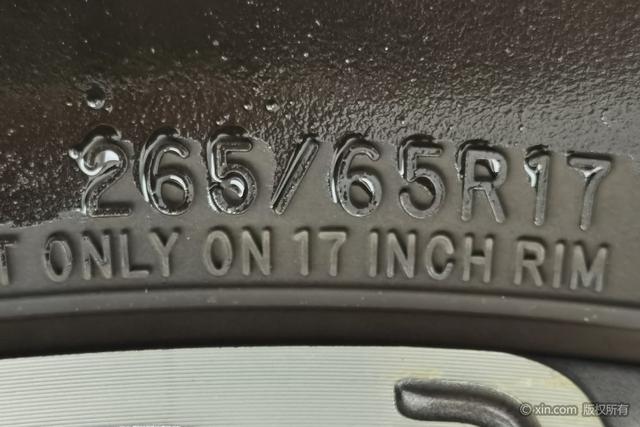 265/65R17
T ONLY ON 17 INCH RIM
© xin.com 版权所有